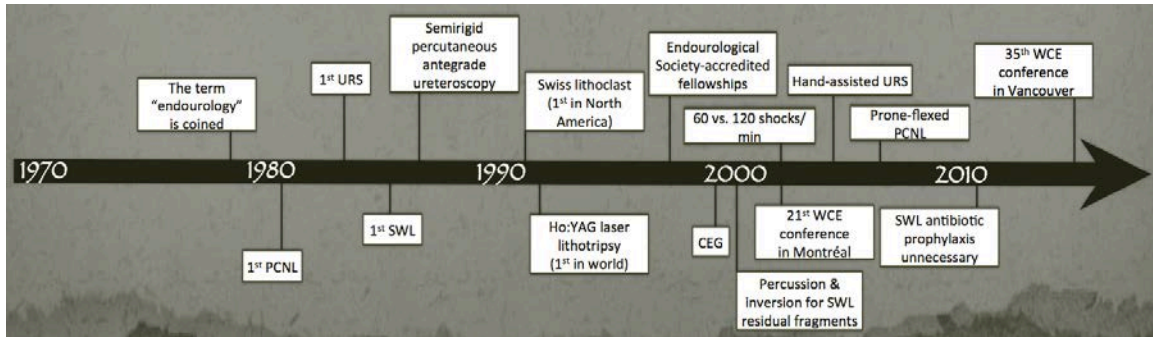 The term
“endourology”
is coined
1st URS
Semirigid
percutaneous
antegrade
ureteroscopy
Swiss lithoclast
(1st in North
America)
Endourological
Society-accredited
fellowships
60 vs. 120 shocks/
min
Hand-assisted URS
Prone-flexed
PCNL
35th WCE
conference
in Vancouver
1970
1980
1990
2000
2010
1st PCNL
1st SWL
Ho:YAG laser
lithotripsy
(1st in world)
CEG
Percussion &
inversion for SWL
residual fragments
21st WCE
conference
in Montréal
SWL antibiotic
prophylaxis
unnecessary